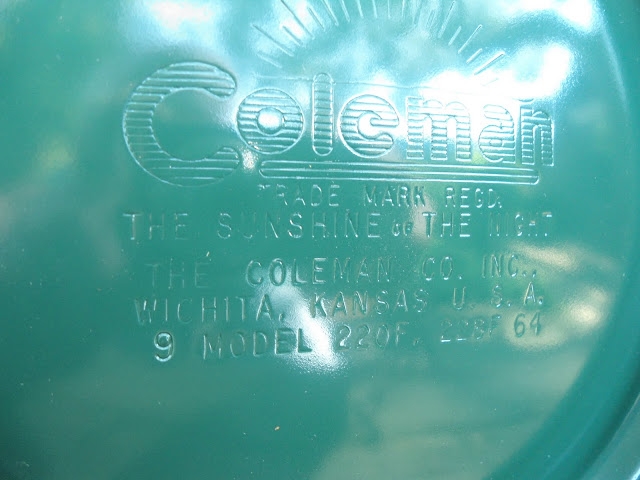 Coleman
TRADE MARK REGD.
THE SUNSHINE OF THE NIGHT
THE COLEMAN CO. INC.,
WICHITA, KANSAS U. S. A.
9 MODEL 220F, 228F 64